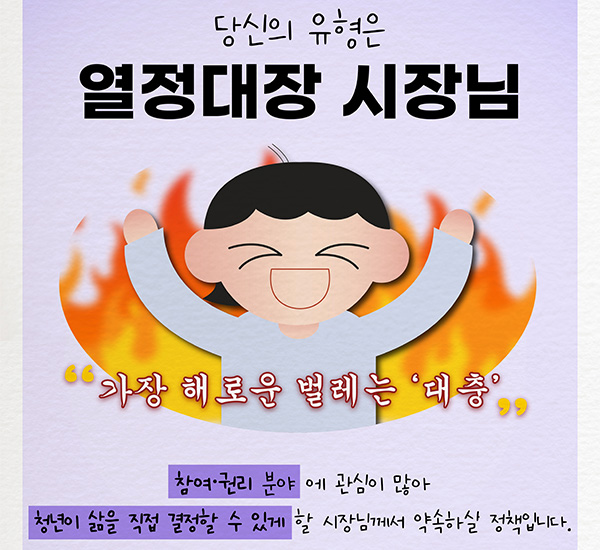 당신의 유형은
열정대장 시장님
“가장 해로운 벌레는 ‘대충’”
참여·권리 분야 에 관심이 많아
청년이 삶을 직접 결정할 수 있게 할 시장님께서 약속하실 정책입니다.